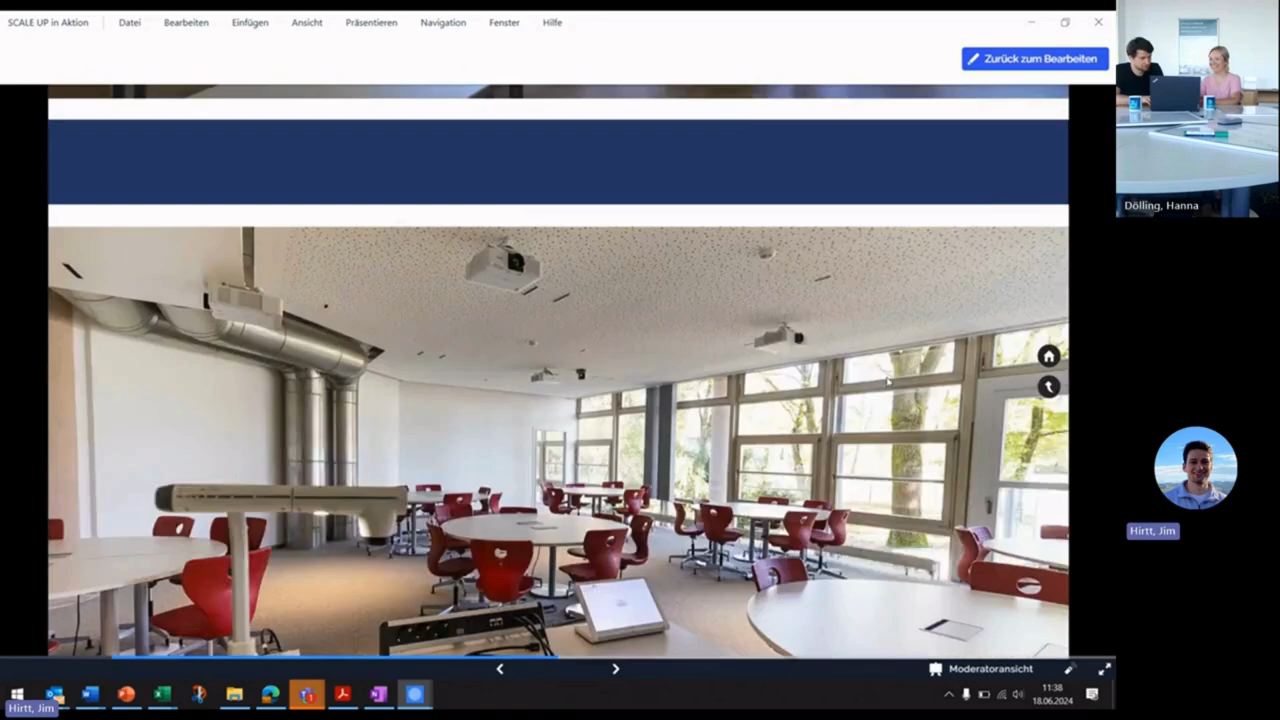 SCALE UP in Aktion Datei Bearbeiten Einfügen Ansicht Präsentieren Navigation Fenster Hilfe
Zurück zum Bearbeiten
Dölling, Hanna
Hirtt, Jim
Moderatoransicht
11:38
18.06.2024
Hirtt, Jim